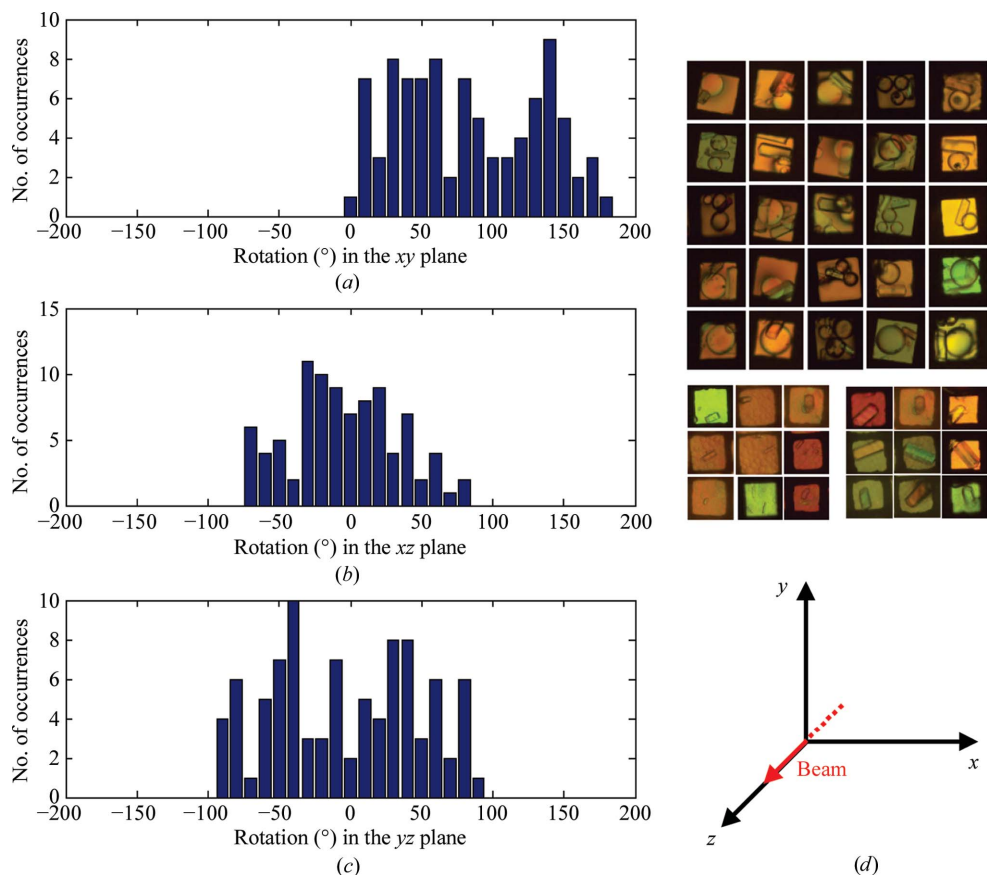 No. of occurrences
10
8
6
4
2
0
−200 −150 −100 −50 0 50 100 150 200
Rotation (°) in the xy plane
(a)
No. of occurrences
15
10
5
0
−200 −150 −100 −50 0 50 100 150 200
Rotation (°) in the xz plane
(b)
No. of occurrences
10
8
6
4
2
0
−200 −150 −100 −50 0 50 100 150 200
Rotation (°) in the yz plane
(c)
y
x
Beam
z
(d)